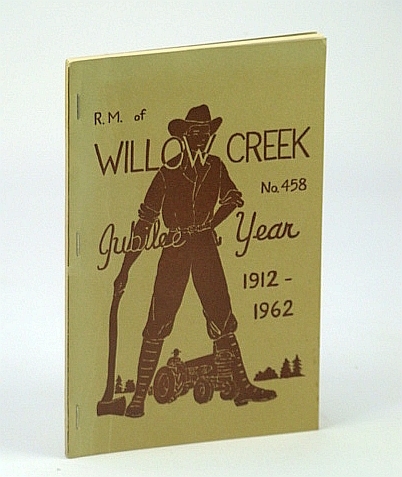 R.M. of
WILLOW CREEK
No. 458
Jubilee Year
1912 -
1962